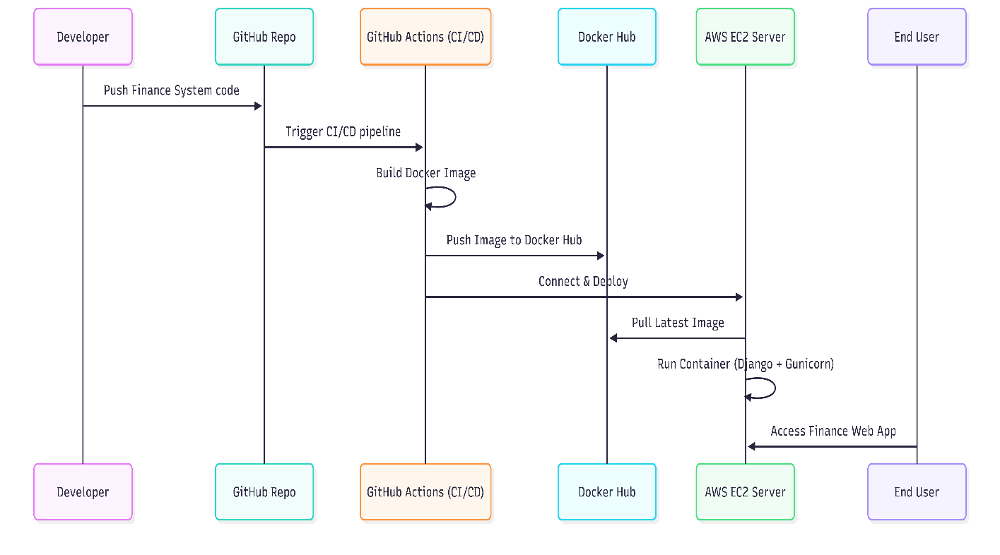 Developer
GitHub Repo
GitHub Actions (CI/CD)
Docker Hub
AWS EC2 Server
End User
Push Finance System code
Trigger CI/CD pipeline
Build Docker Image
Push Image to Docker Hub
Connect & Deploy
Pull Latest Image
Run Container (Django + Gunicorn)
Access Finance Web App
Developer
GitHub Repo
GitHub Actions (CI/CD)
Docker Hub
AWS EC2 Server
End User